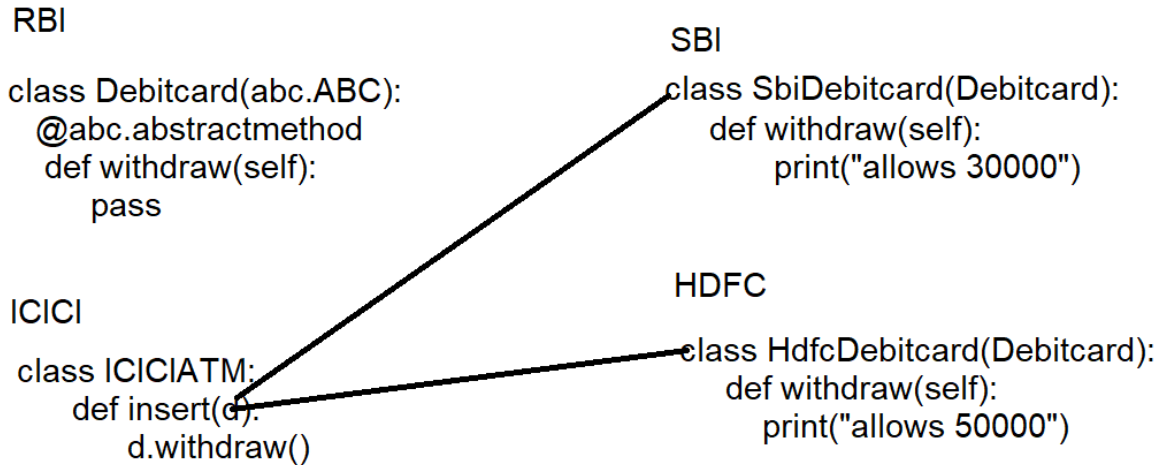 RBI
class Debitcard(abc.ABC):
@abc.abstractmethod
def withdraw(self):
pass
SBI
class SbiDebitcard(Debitcard):
def withdraw(self):
print("allows 30000")
ICICI
class ICICIATM:
def insert(d):
d.withdraw()
HDFC
class HdfcDebitcard(Debitcard):
def withdraw(self):
print("allows 50000")